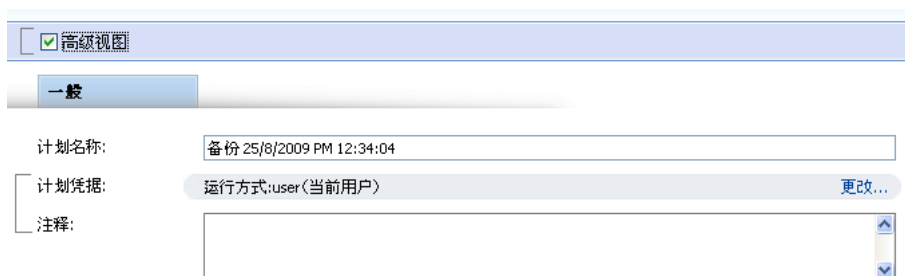 高级视图
一般
计划名称: 备份 25/8/2009 PM 12:34:04
计划凭据: 运行方式:user(当前用户) 更改...
注释: